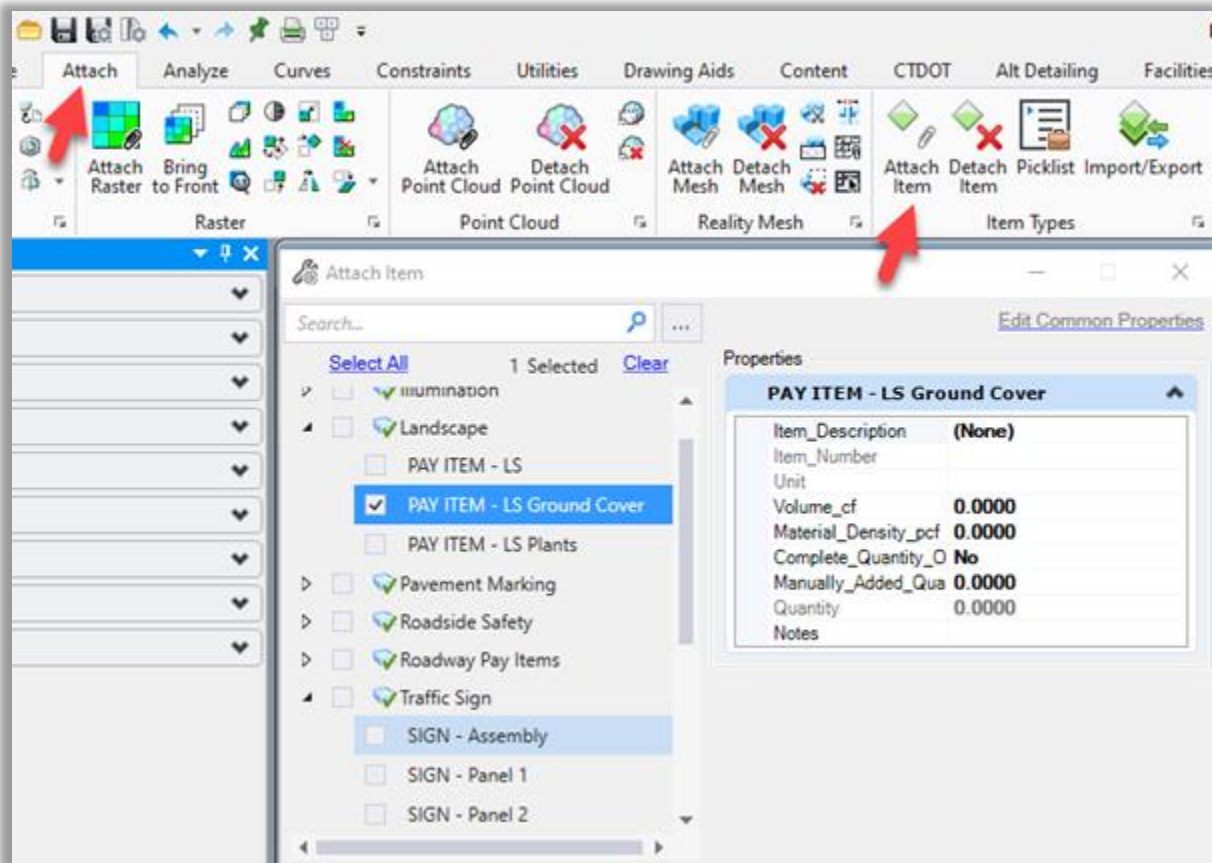 Attach Analyze Curves Constraints Utilities Drawing Aids Content CTDOT Alt Detailing Facilities
Attach Raster
Bring to Front
Attach Point Cloud
Detach Point Cloud
Attach Mesh
Detach Mesh
Attach Item
Detach Item
Picklist
Import/Export
Raster Point Cloud Reality Mesh Item Types
Attach Item
Search... ...
Edit Common Properties
Select All 1 Selected Clear
Illumination
Landscape
PAY ITEM - LS
PAY ITEM - LS Ground Cover
PAY ITEM - LS Plants
Pavement Marking
Roadside Safety
Roadway Pay Items
Traffic Sign
SIGN - Assembly
SIGN - Panel 1
SIGN - Panel 2
Properties
PAY ITEM - LS Ground Cover
Item_Description (None)
Item_Number
Unit
Volume_cf 0.0000
Material_Density_pcf 0.0000
Complete_Quantity_O No
Manually_Added_Qua 0.0000
Quantity 0.0000
Notes